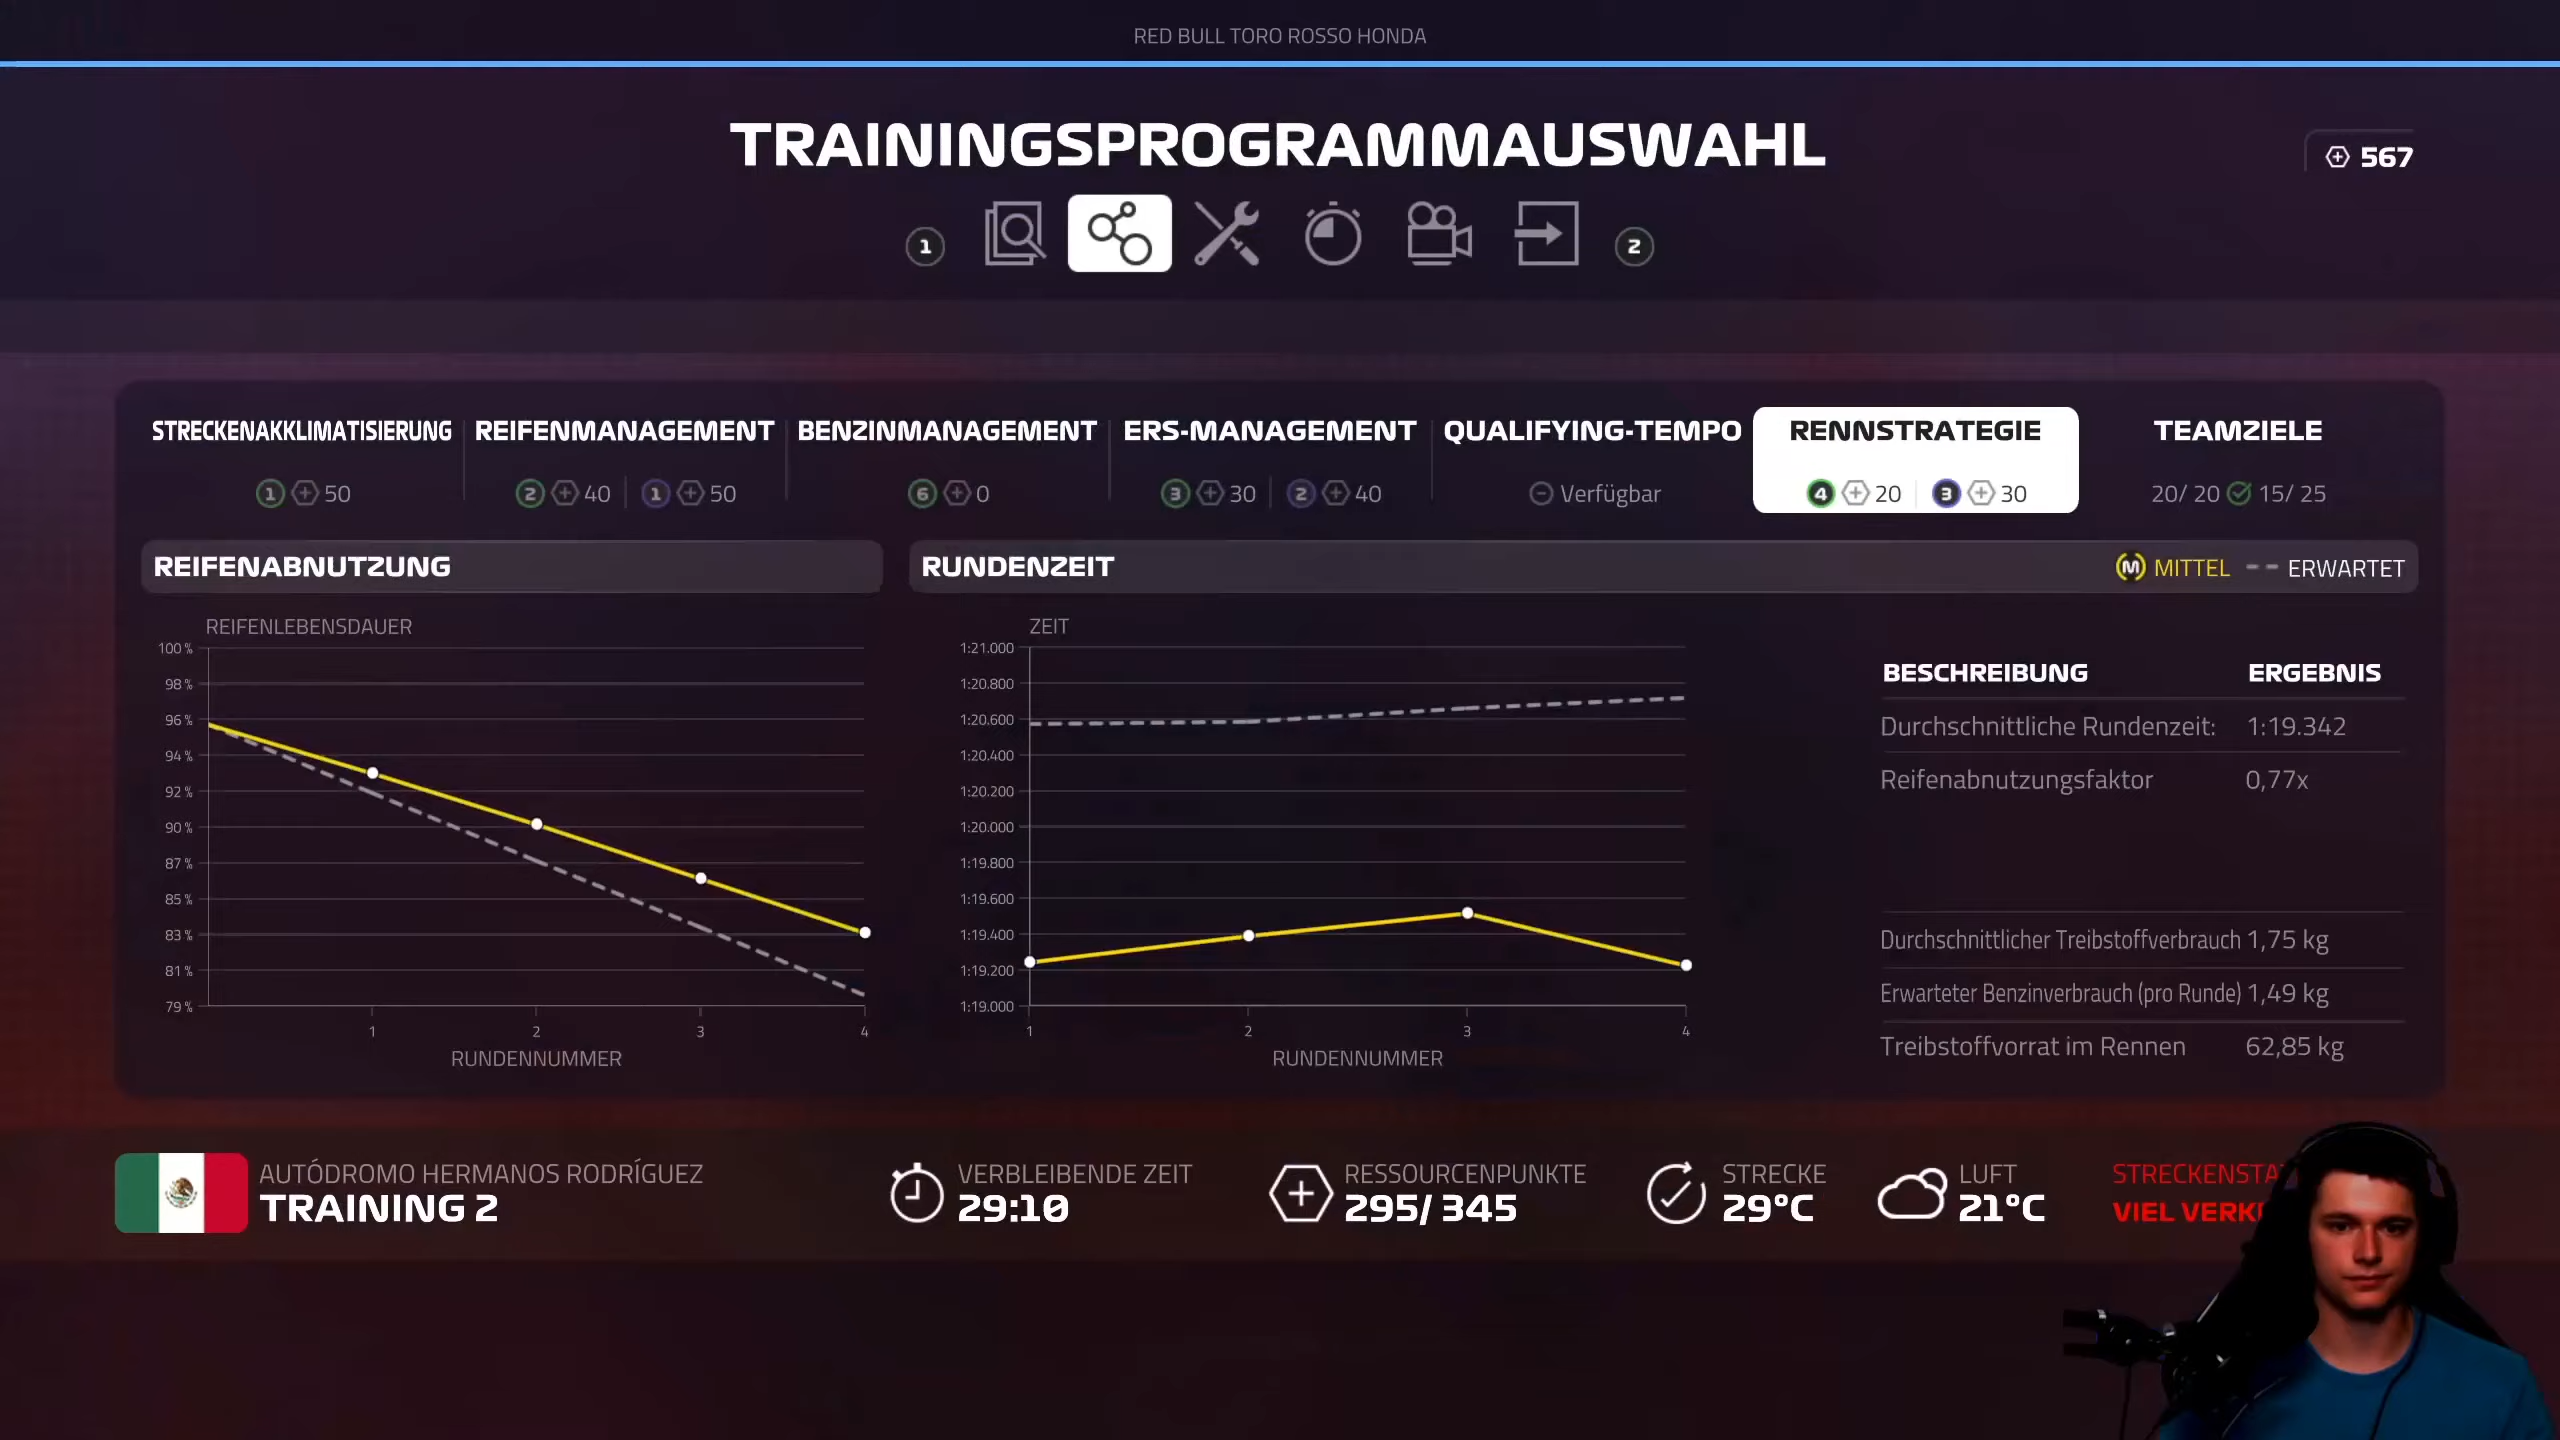 RED BULL TORO ROSSO HONDA
TRAININGSPROGRAMMAUSWAHL
567
1
2
STRECKENAKKLIMATISIERUNG
1 50
REIFENMANAGEMENT
2 40 1 50
BENZINMANAGEMENT
6 0
ERS-MANAGEMENT
3 30 2 40
QUALIFYING-TEMPO
Verfügbar
RENNSTRATEGIE
4 20 3 30
TEAMZIELE
20/ 20 15/ 25
REIFENABNUTZUNG
REIFENLEBENSDAUER
100 %
98 %
96 %
94 %
92 %
90 %
87 %
85 %
83 %
81 %
79 %
1 2 3 4
RUNDENNUMMER
RUNDENZEIT
M MITTEL -- ERWARTET
ZEIT
1:21.000
1:20.800
1:20.600
1:20.400
1:20.200
1:20.000
1:19.800
1:19.600
1:19.400
1:19.200
1:19.000
1 2 3 4
RUNDENNUMMER
BESCHREIBUNG ERGEBNIS
Durchschnittliche Rundenzeit: 1:19.342
Reifenabnutzungsfaktor 0,77x
Durchschnittlicher Treibstoffverbrauch 1,75 kg
Erwarteter Benzinverbrauch (pro Runde) 1,49 kg
Treibstoffvorrat im Rennen 62,85 kg
AUTÓDROMO HERMANOS RODRÍGUEZ
TRAINING 2
VERBLEIBENDE ZEIT
29:10
RESSOURCENPUNKTE
295/ 345
STRECKE
29°C
LUFT
21°C
STRECKENSTA
VIEL VERK